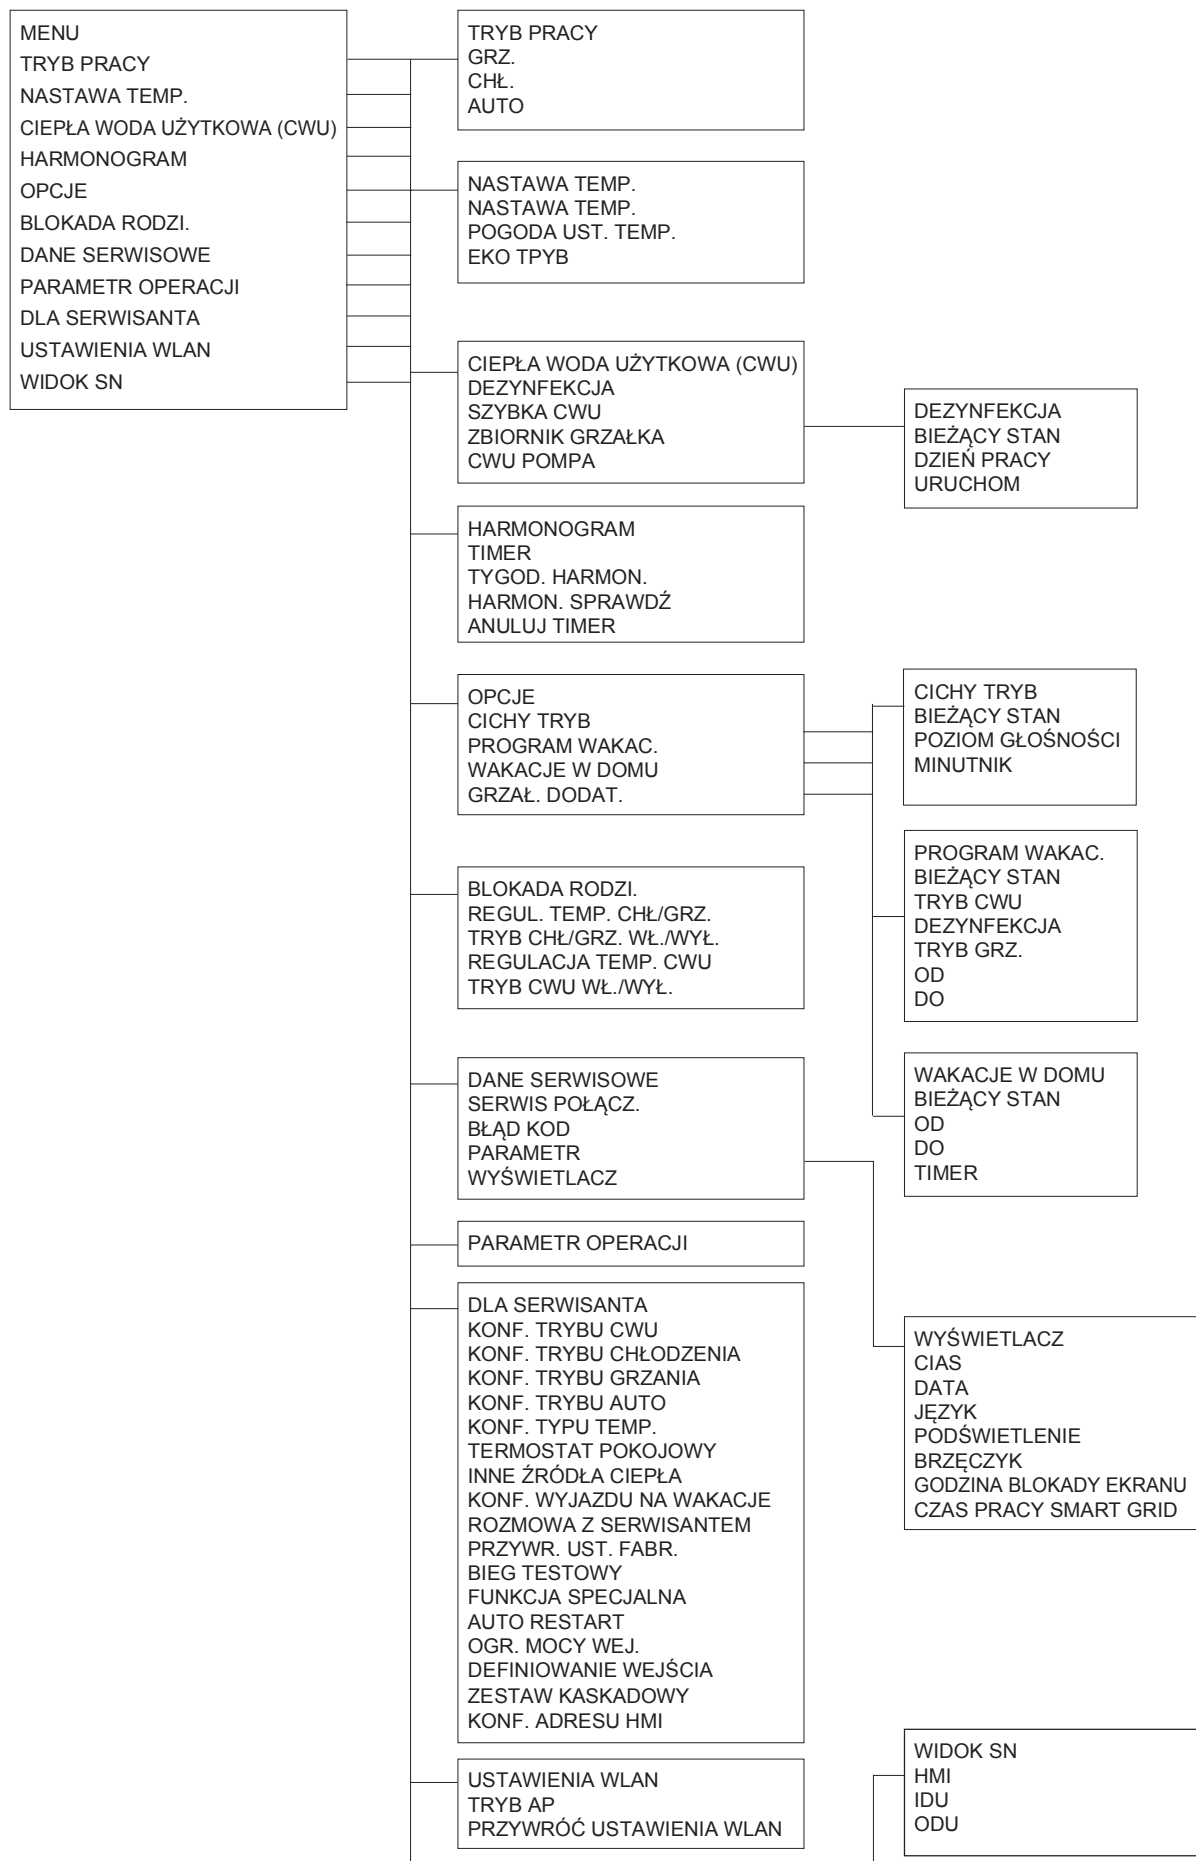 MENU
TRYB PRACY
NASTAWA TEMP.
CIEPŁA WODA UŻYTKOWA (CWU)
HARMONOGRAM
OPCJE
BLOKADA RODZI.
DANE SERWISOWE
PARAMETR OPERACJI
DLA SERWISANTA
USTAWIENIA WLAN
WIDOK SN
TRYB PRACY
GRZ.
CHŁ.
AUTO
NASTAWA TEMP.
NASTAWA TEMP.
POGODA UST. TEMP.
EKO TPYB
CIEPŁA WODA UŻYTKOWA (CWU)
DEZYNFEKCJA
SZYBKA CWU
ZBIORNIK GRZAŁKA
CWU POMPA
DEZYNFEKCJA
BIEŻĄCY STAN
DZIEŃ PRACY
URUCHOM
HARMONOGRAM
TIMER
TYGOD. HARMON.
HARMON. SPRAWDŹ
ANULUJ TIMER
OPCJE
CICHY TRYB
PROGRAM WAKAC.
WAKACJE W DOMU
GRZAŁ. DODAT.
CICHY TRYB
BIEŻĄCY STAN
POZIOM GŁOŚNOŚCI
MINUTNIK
PROGRAM WAKAC.
BIEŻĄCY STAN
TRYB CWU
DEZYNFEKCJA
TRYB GRZ.
OD
DO
WAKACJE W DOMU
BIEŻĄCY STAN
OD
DO
TIMER
BLOKADA RODZI.
REGUL. TEMP. CHŁ/GRZ.
TRYB CHŁ/GRZ. WŁ./WYŁ.
REGULACJA TEMP. CWU
TRYB CWU WŁ./WYŁ.
DANE SERWISOWE
SERWIS POŁĄCZ.
BŁĄD KOD
PARAMETR
WYŚWIETLACZ
WYŚWIETLACZ
CIAS
DATA
JĘZYK
PODŚWIETLENIE
BRZĘCZYK
GODZINA BLOKADY EKRANU
CZAS PRACY SMART GRID
PARAMETR OPERACJI
DLA SERWISANTA
KONF. TRYBU CWU
KONF. TRYBU CHŁODZENIA
KONF. TRYBU GRZANIA
KONF. TRYBU AUTO
KONF. TYPU TEMP.
TERMOSTAT POKOJOWY
INNE ŹRÓDŁA CIEPŁA
KONF. WYJAZDU NA WAKACJE
ROZMOWA Z SERWISANTEM
PRZYWR. UST. FABR.
BIEG TESTOWY
FUNKCJA SPECJALNA
AUTO RESTART
OGR. MOCY WEJ.
DEFINIOWANIE WEJŚCIA
ZESTAW KASKADOWY
KONF. ADRESU HMI
USTAWIENIA WLAN
TRYB AP
PRZYWRÓĆ USTAWIENIA WLAN
WIDOK SN
HMI
IDU
ODU